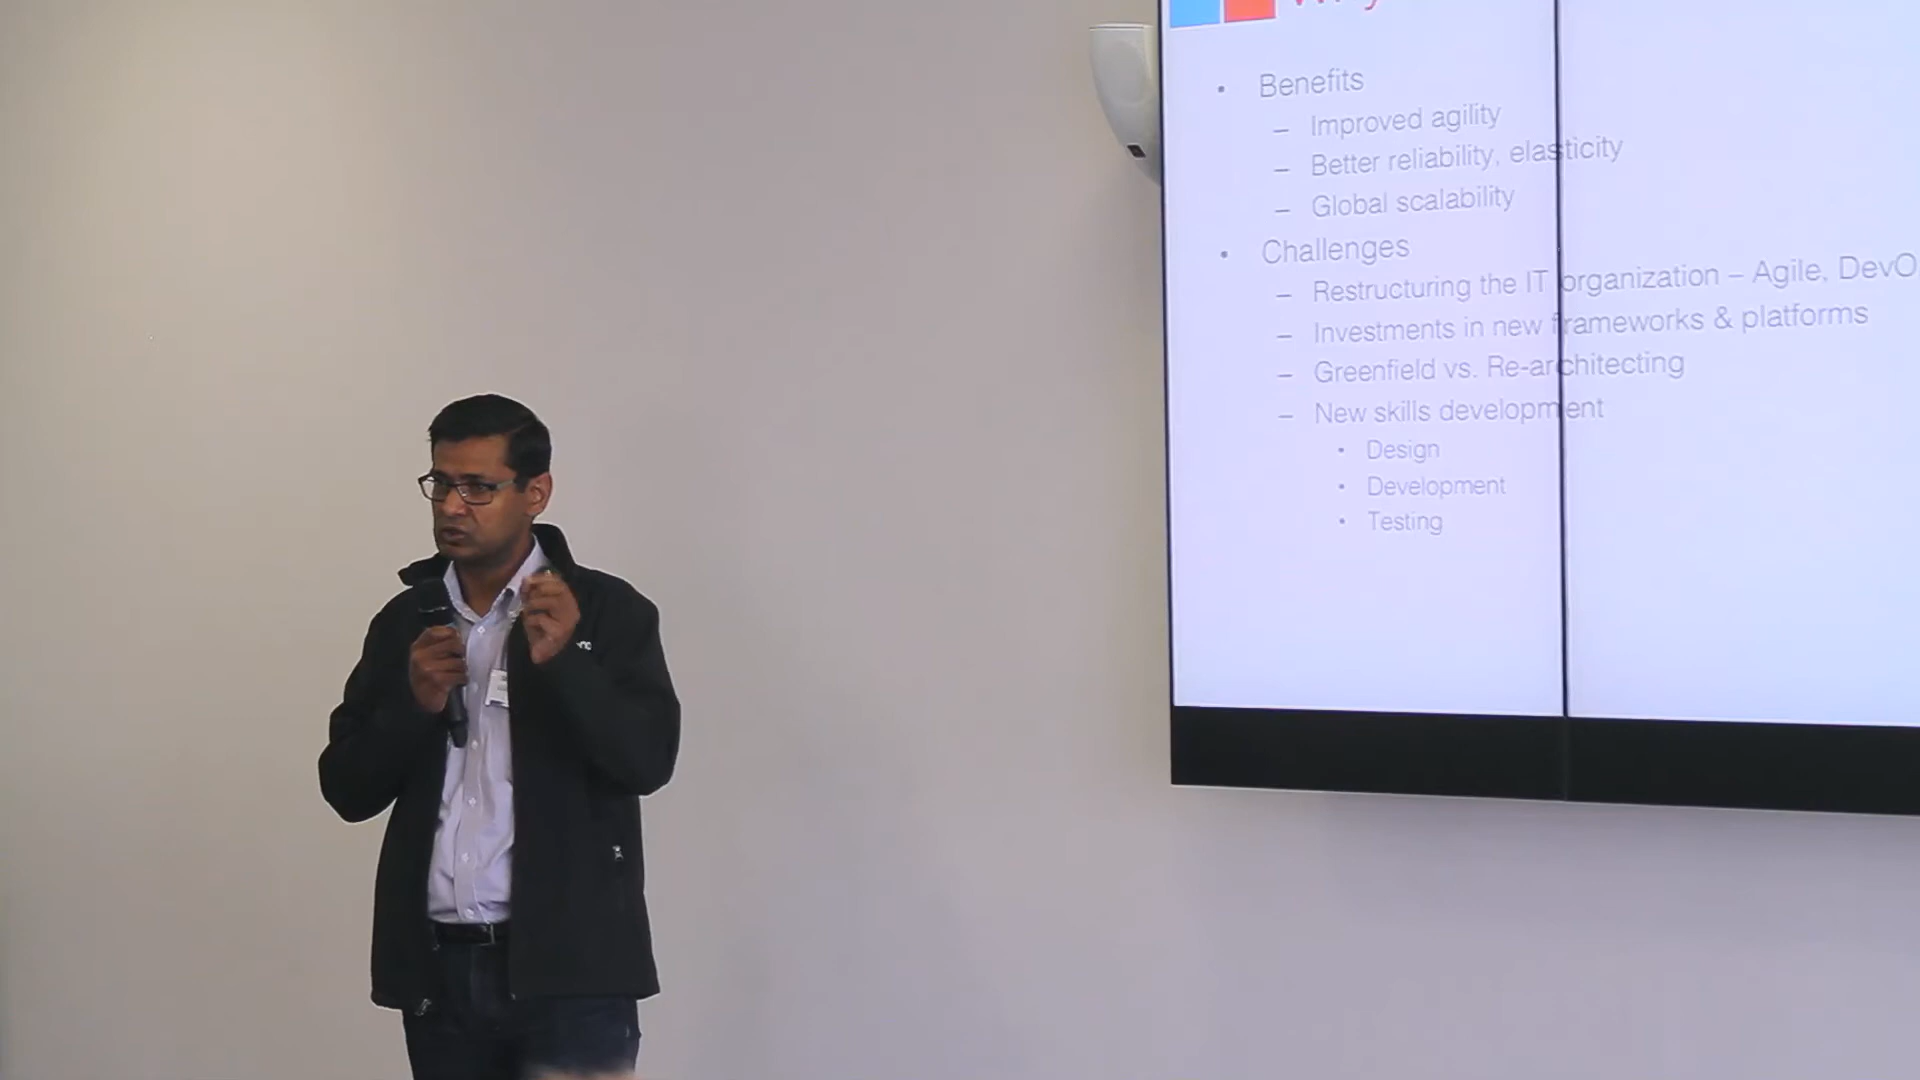 Why
• Benefits
– Improved agility
– Better reliability, elasticity
– Global scalability
• Challenges
– Restructuring the IT organization – Agile, DevO
– Investments in new frameworks & platforms
– Greenfield vs. Re-architecting
– New skills development
• Design
• Development
• Testing